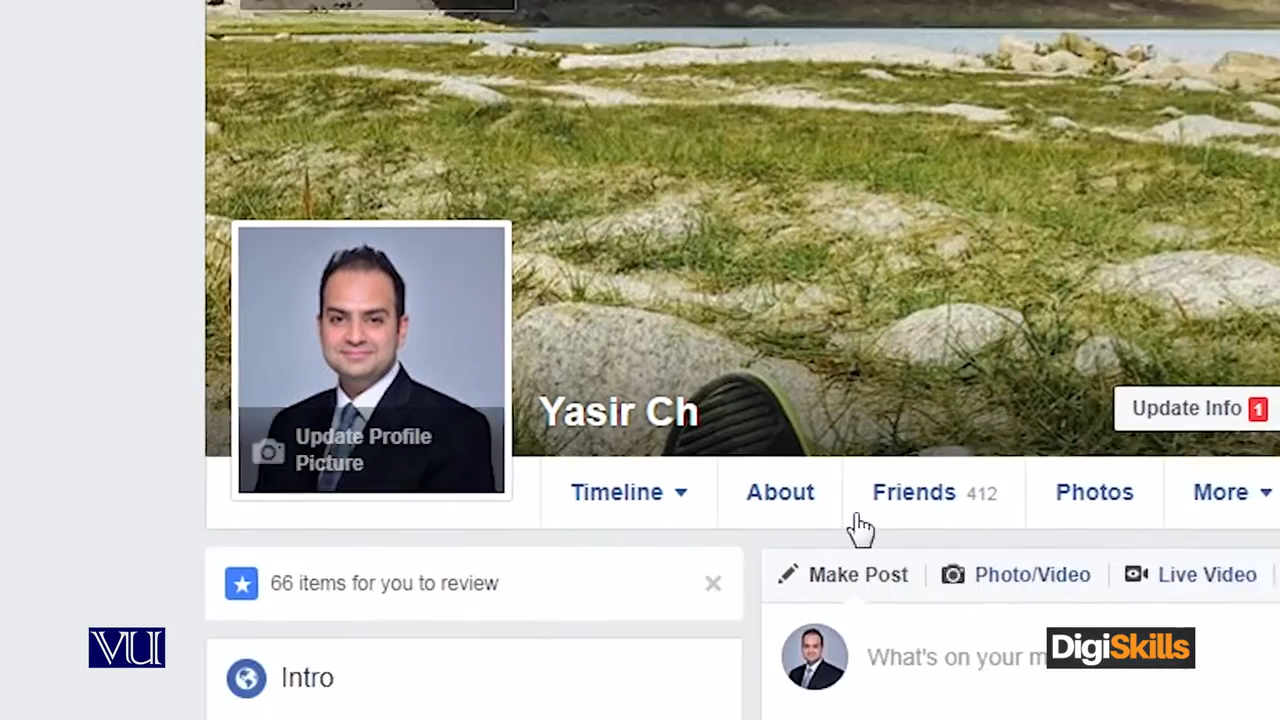 Yasir Ch
Update Info 1
Update Profile
Picture
Timeline
About
Friends 412
Photos
More
66 items for you to review
Make Post
Photo/Video
Live Video
What's on your m
Intro
VU
DigiSkills